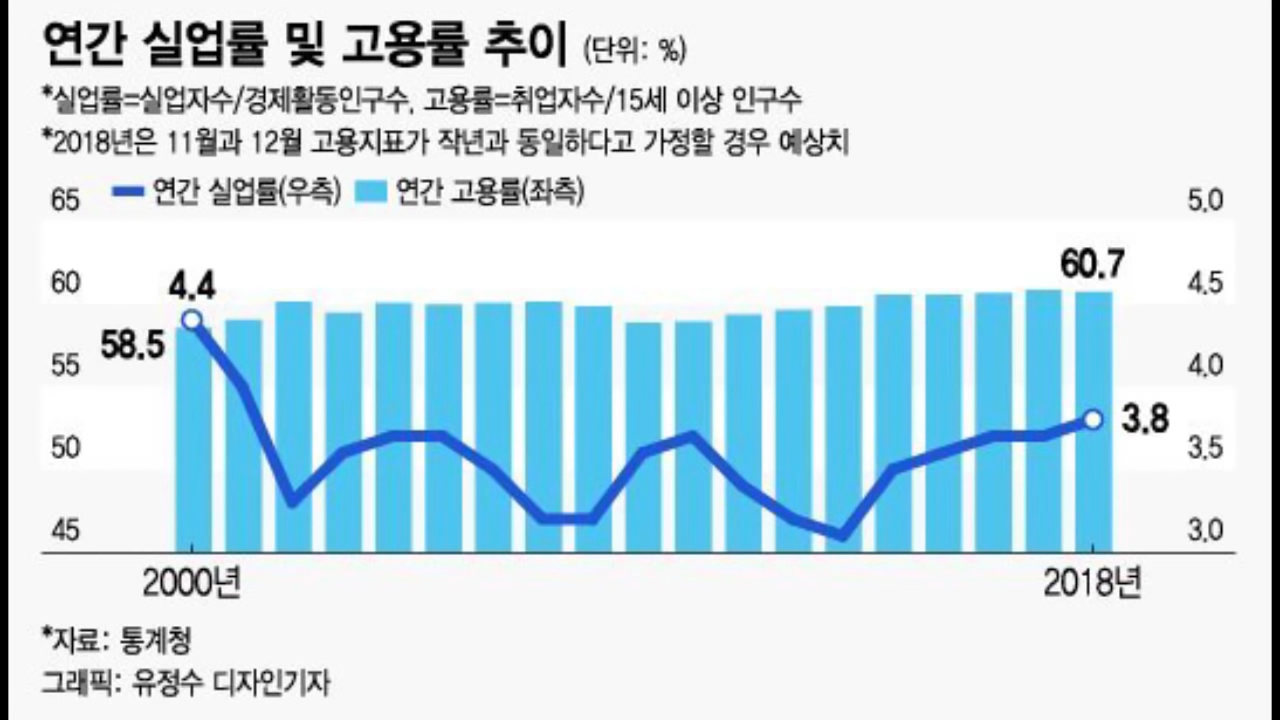 연간 실업률 및 고용률 추이 (단위: %)
*실업률=실업자수/경제활동인구수, 고용률=취업자수/15세 이상 인구수
*2018년은 11월과 12월 고용지표가 작년과 동일하다고 가정할 경우 예상치
연간 실업률(우측) 연간 고용률(좌측)
65 5.0
60 4.4 60.7 4.5
58.5
55 4.0
3.8
50 3.5
45 3.0
2000년 2018년
*자료: 통계청
그래픽: 유정수 디자인기자